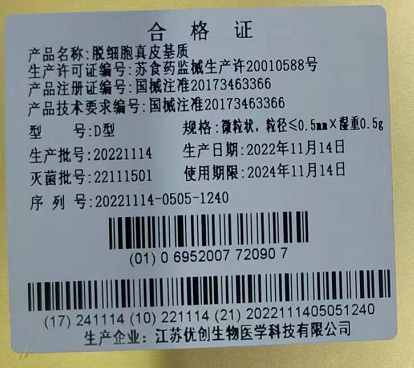 合格证
产品名称:脱细胞真皮基质
生产许可证编号:苏食药监械生产许20010588号
产品注册证编号:国械注准20173463366
产品技术要求编号:国械注准20173463366
型 号:D型 规格:微粒状,粒径≤0.5mm×湿重0.5g
生产批号:20221114 生产日期:2022年11月14日
灭菌批号:22111501 使用期限:2024年11月14日
序 列 号:20221114-0505-1240
(01) 0 6952007 72090 7
(17) 241114 (10) 221114 (21) 2022111405051240
生产企业:江苏优创生物医学科技有限公司